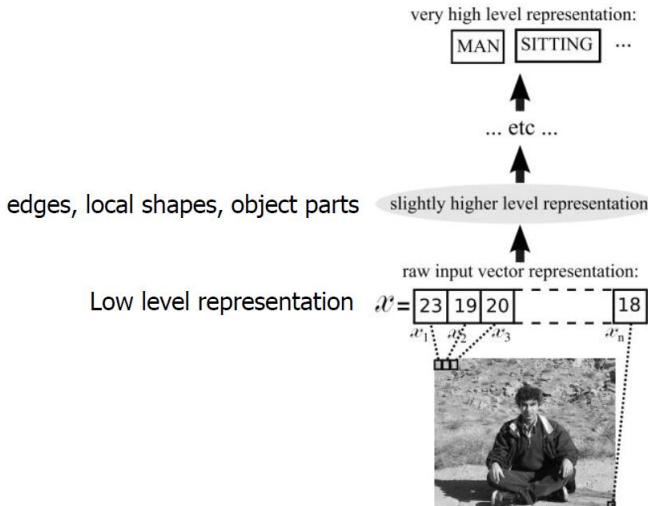 very high level representation:
MAN SITTING ...
... etc ...
edges, local shapes, object parts slightly higher level representation
raw input vector representation:
Low level representation x = 23 19 20 18
x1 x2 x3 xn